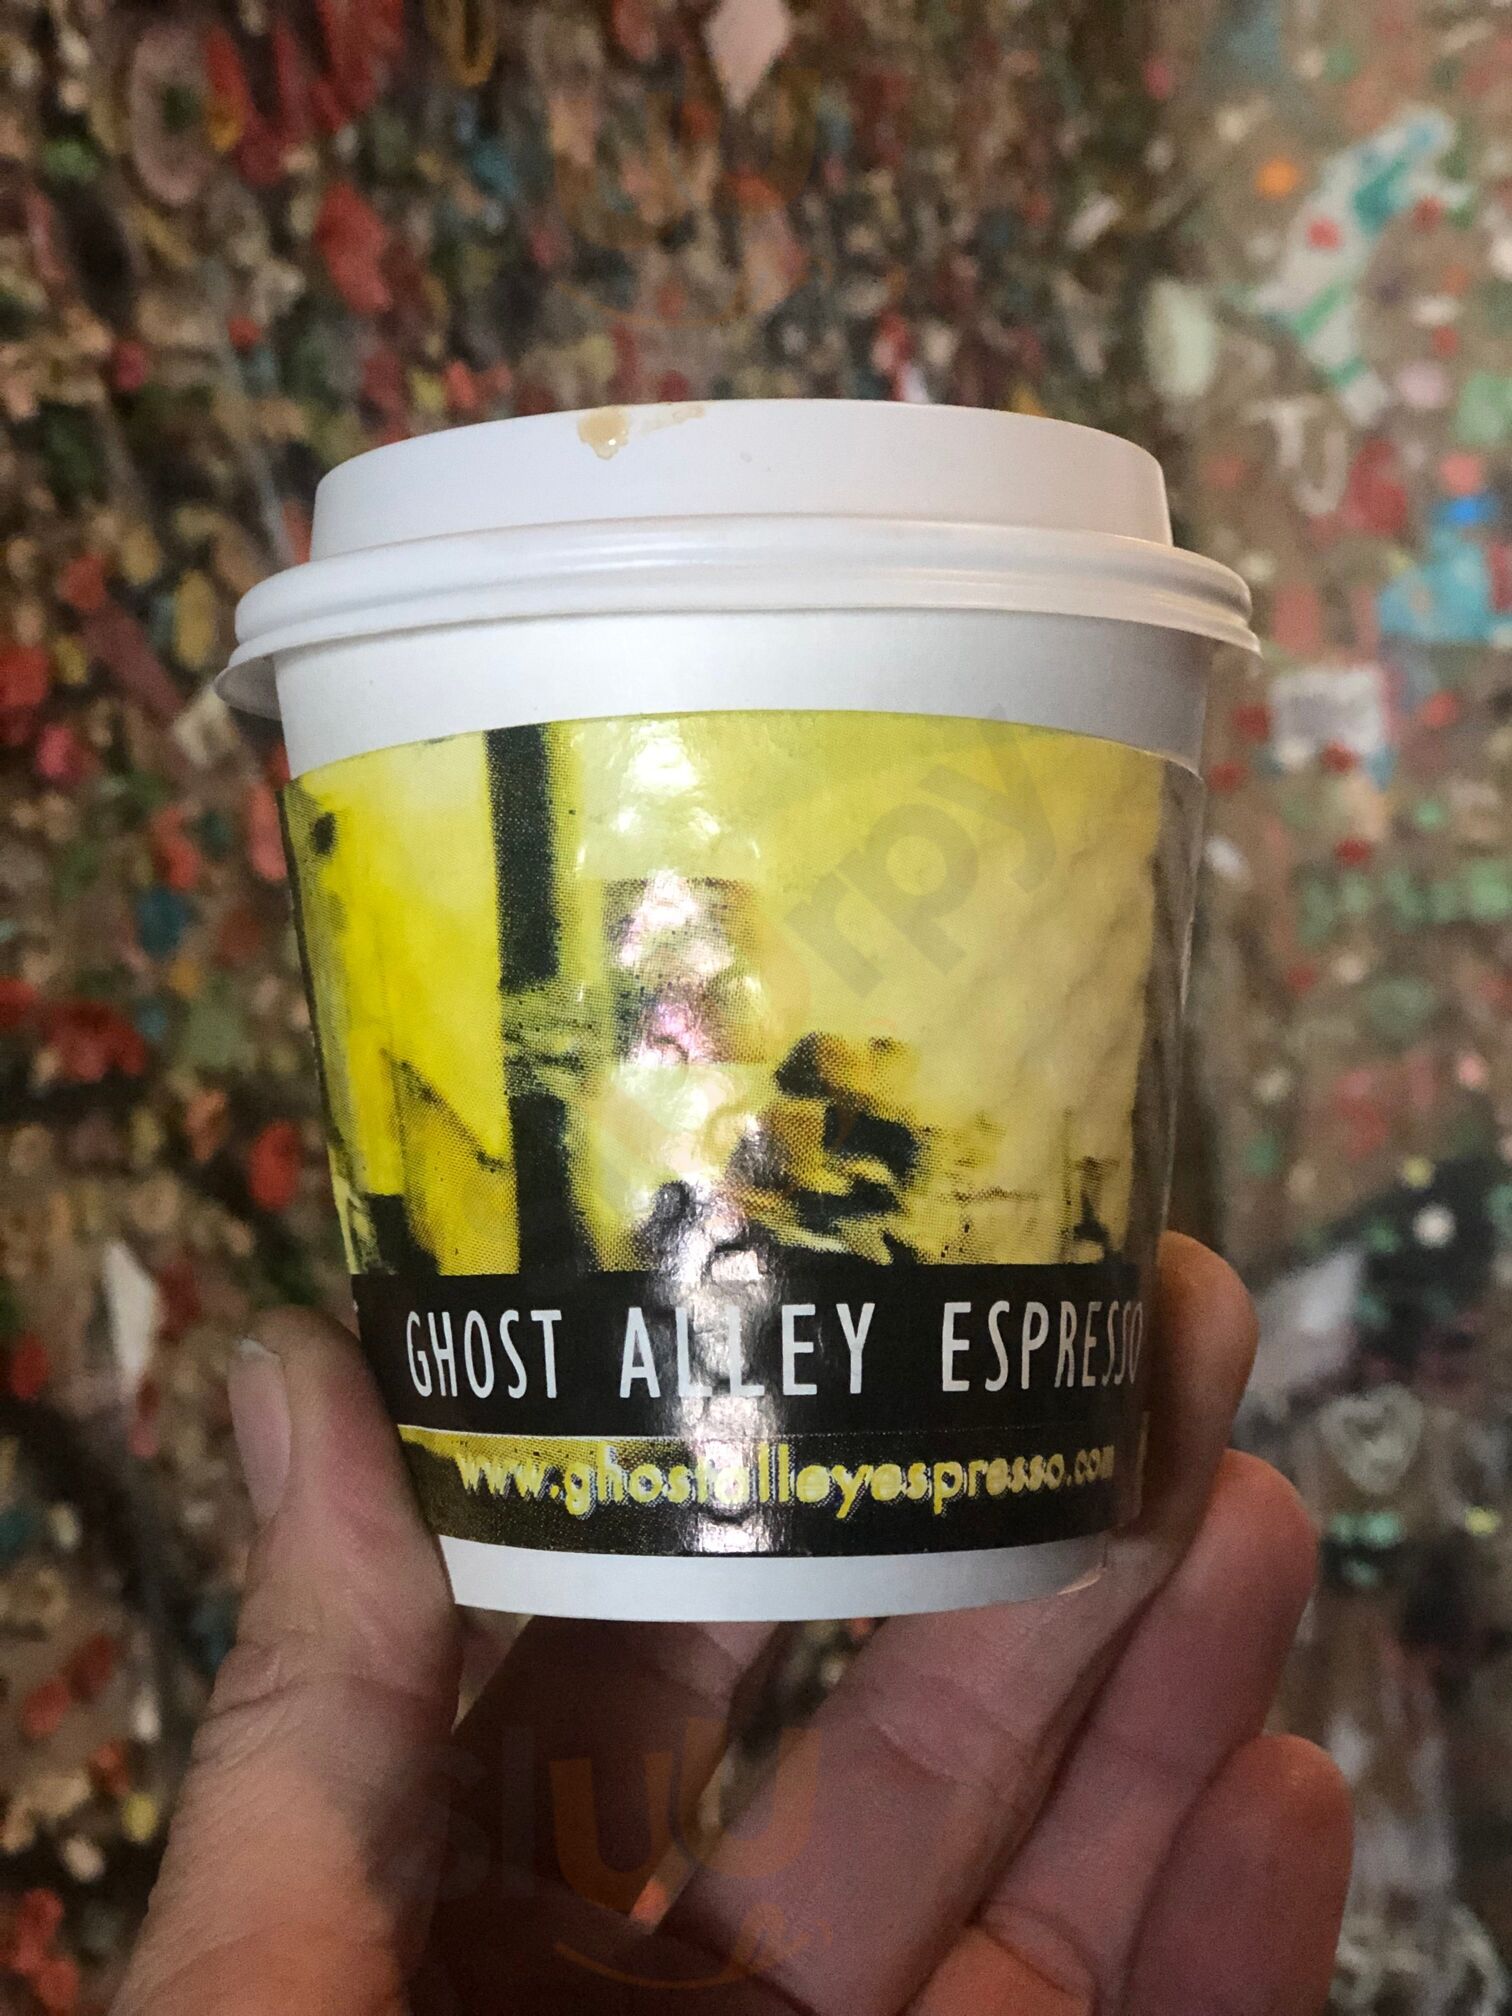 GHOST ALLEY ESPRESSO
www.ghostalleyespresso.com